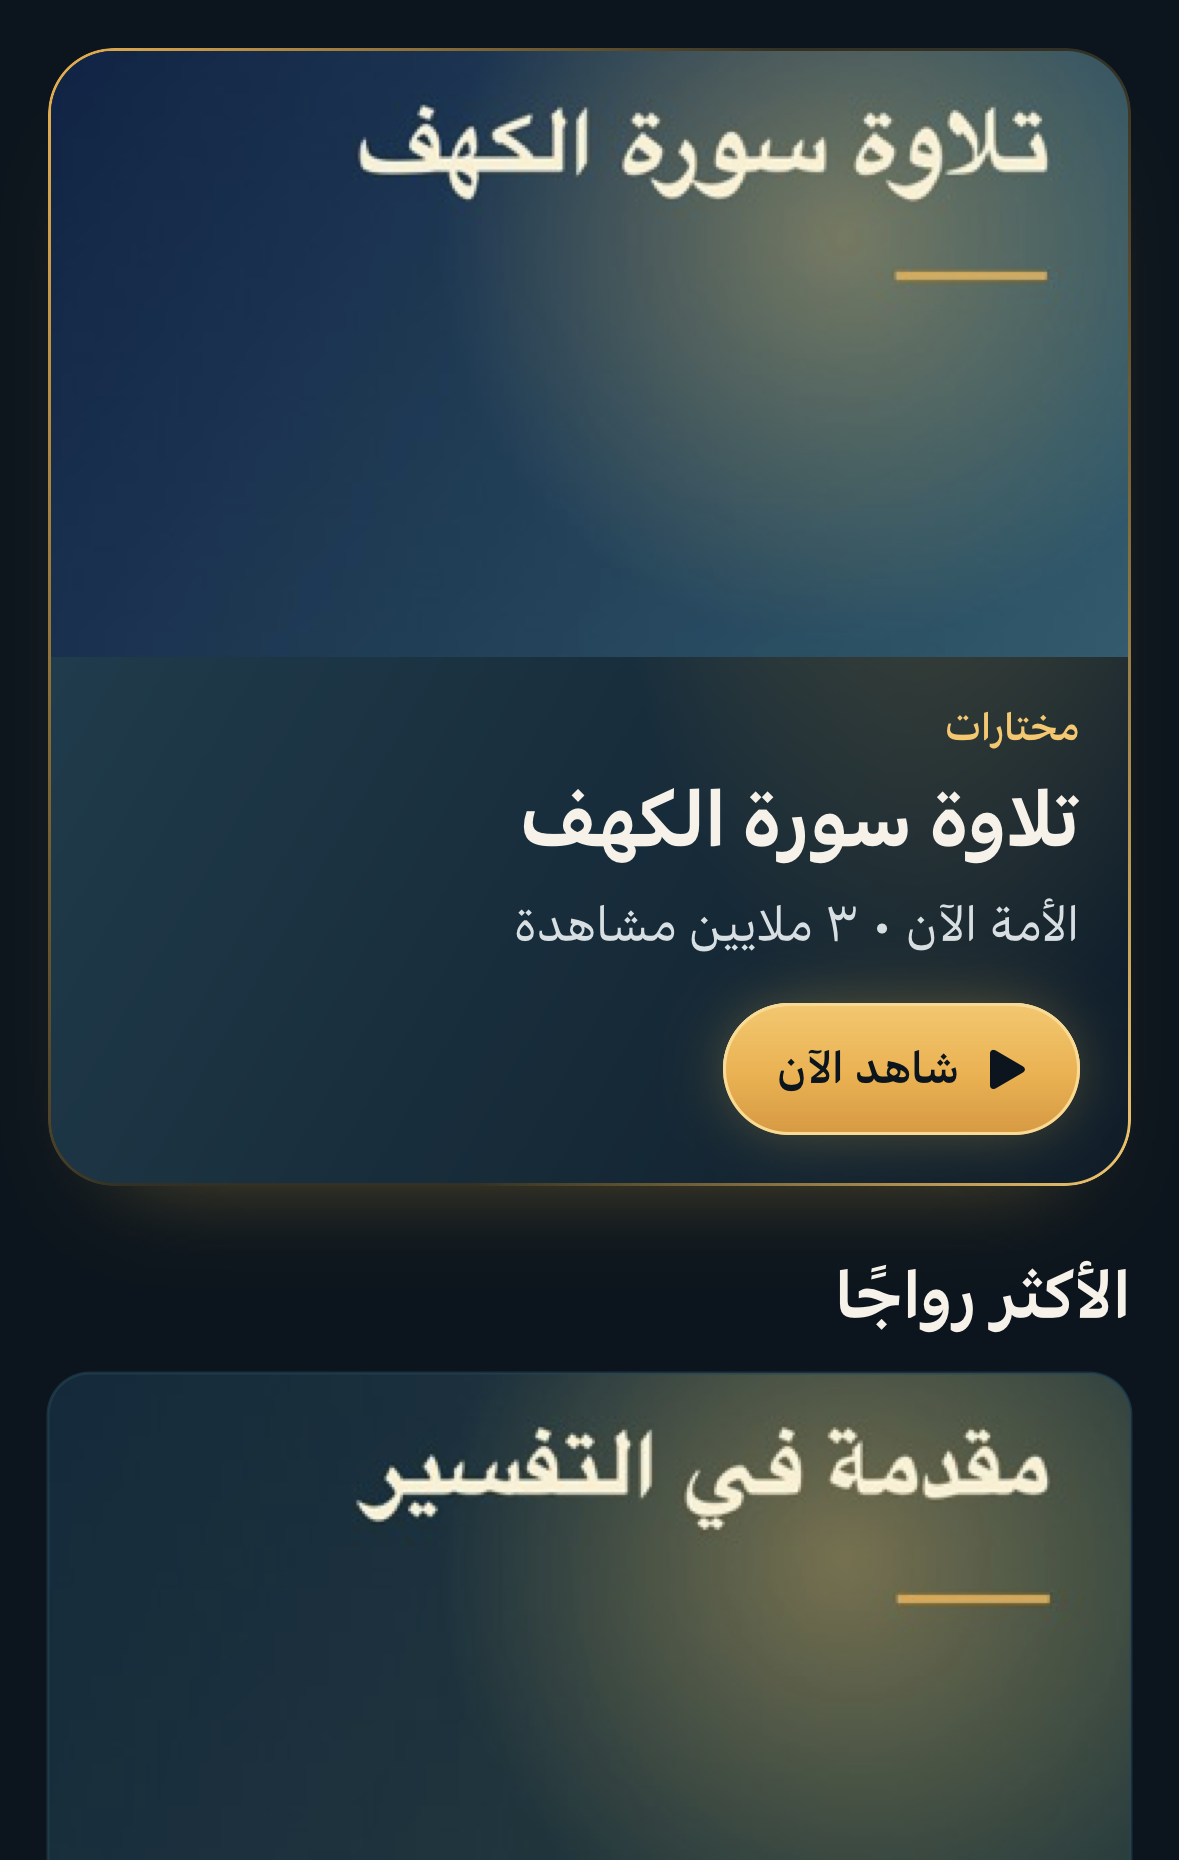 تلاوة سورة الكهف
مختارات
تلاوة سورة الكهف
الأمة الآن • ٣ ملايين مشاهدة
شاهد الآن
الأكثر رواجًا
مقدمة في التفسير